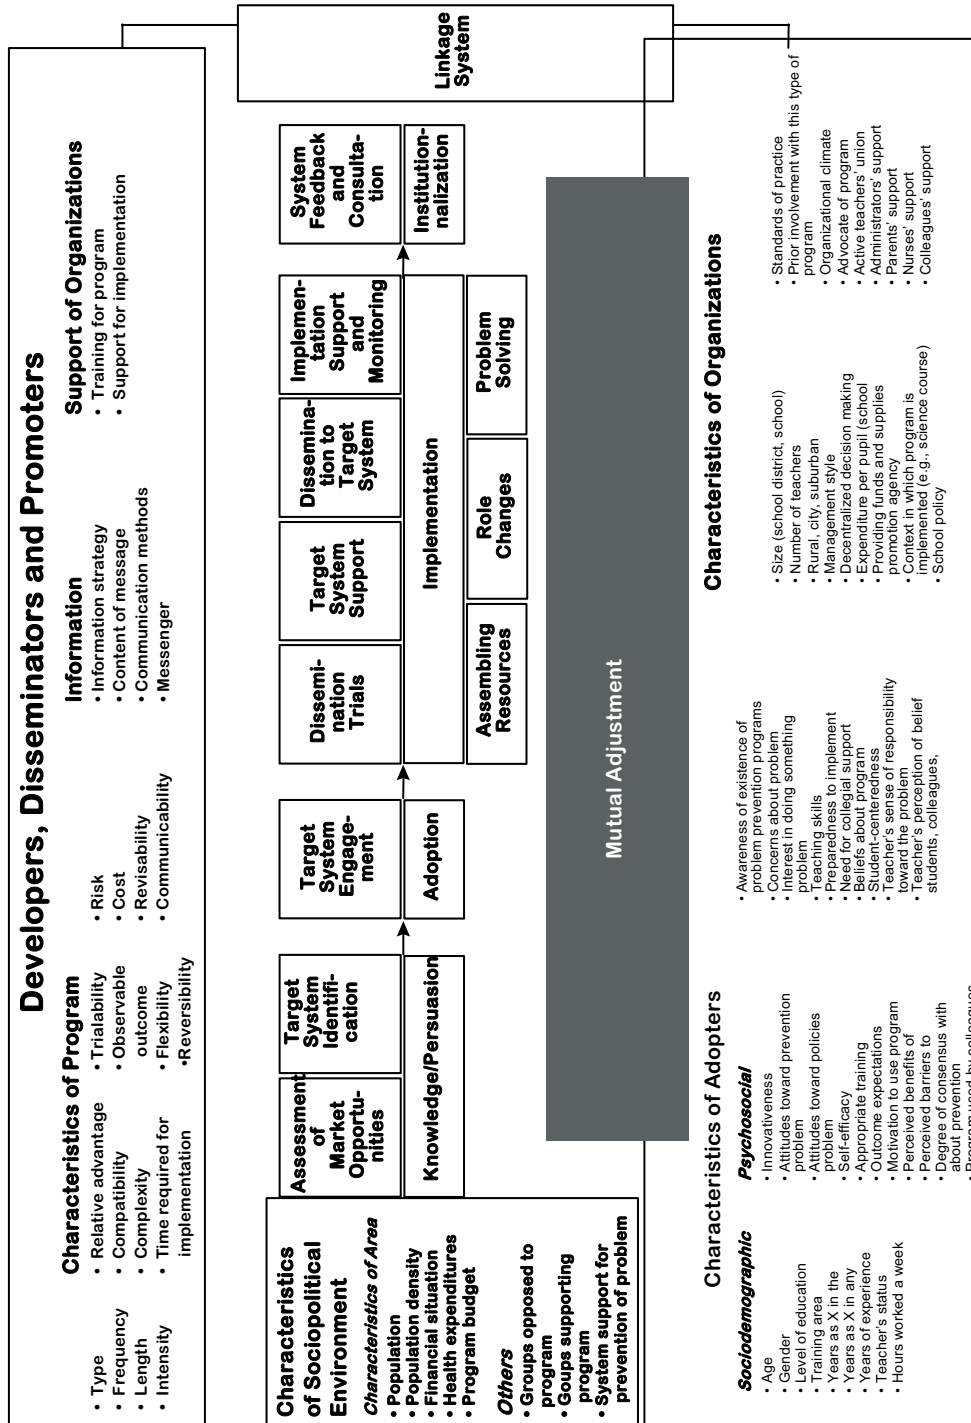 Developers, Disseminators and Promoters
Characteristics of Program
• Type
• Frequency
• Length
• Intensity
• Relative advantage
• Compatibility
• Complexity
• Time required for
implementation
• Trialability
• Observable
outcome
• Flexibility
•Reversibility
• Risk
• Cost
• Revisability
• Communicability
Information
• Information strategy
• Content of message
• Communication methods
• Messenger
Support of Organizations
• Training for program
• Support for implementation
Linkage
System
Characteristics
of Sociopolitical
Environment
Characteristics of Area
• Population
• Population density
• Financial situation
• Health expenditures
• Program budget
Others
• Groups opposed to
program
• Goups supporting
program
• System support for
prevention of problem
Assessment
of
Market
Opportu-
nities
Target
System
Identifi-
cation
Knowledge/Persuasion
Target
System
Engage-
ment
Adoption
Dissemi-
nation
Trials
Target
System
Support
Dissemina-
tion to
Target
System
Implemen-
tation
Support
and
Monitoring
Implementation
Assembling
Resources
Role
Changes
Problem
Solving
System
Feedback
and
Consulta-
tion
Institution-
nalization
Mutual Adjustment
Characteristics of Adopters
Sociodemographic
• Age
• Gender
• Level of education
• Training area
• Years as X in the
• Years as X in any
• Years of experience
• Teacher's status
• Hours worked a week
Psychosocial
• Innovativeness
• Attitudes toward prevention
problem
• Attitudes toward policies
problem
• Self-efficacy
• Appropriate training
• Outcome expectations
• Motivation to use program
• Perceived benefits of
• Perceived barriers to
• Degree of consensus with
about prevention
• Program used by colleagues
• Awareness of existence of
problem prevention programs
• Concerns about problem
• Interest in doing something
problem
• Teaching skills
• Preparedness to implement
• Need for collegial support
• Beliefs about program
• Student-centeredness
• Teacher's sense of responsibility
toward the problem
• Teacher's perception of belief
students, colleagues,
Characteristics of Organizations
• Size (school district, school)
• Number of teachers
• Rural, city, suburban
• Management style
• Decentralized decision making
• Expenditure per pupil (school
• Providing funds and supplies
promotion agency
• Context in which program is
implemented (e.g., science course)
• School policy
• Standards of practice
• Prior involvement with this type of
program
• Organizational climate
• Advocate of program
• Active teachers' union
• Administrators' support
• Parents' support
• Nurses' support
• Colleagues' support